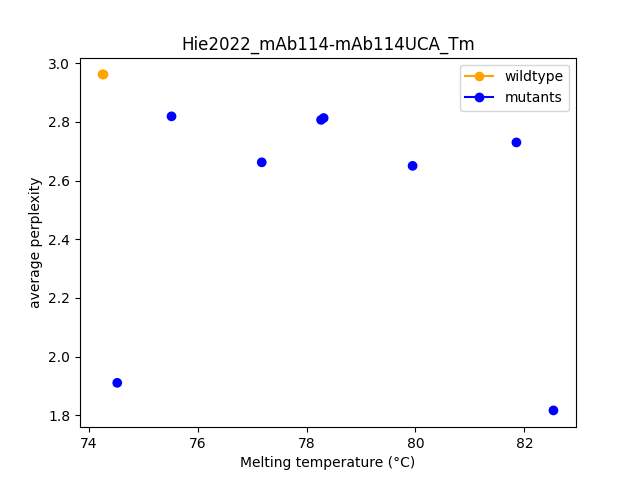 Hie2022_mAb114-mAb114UCA_Tm
wildtype
mutants
average perplexity
3.0
2.8
2.6
2.4
2.2
2.0
1.8
74
76
78
80
82
Melting temperature (°C)